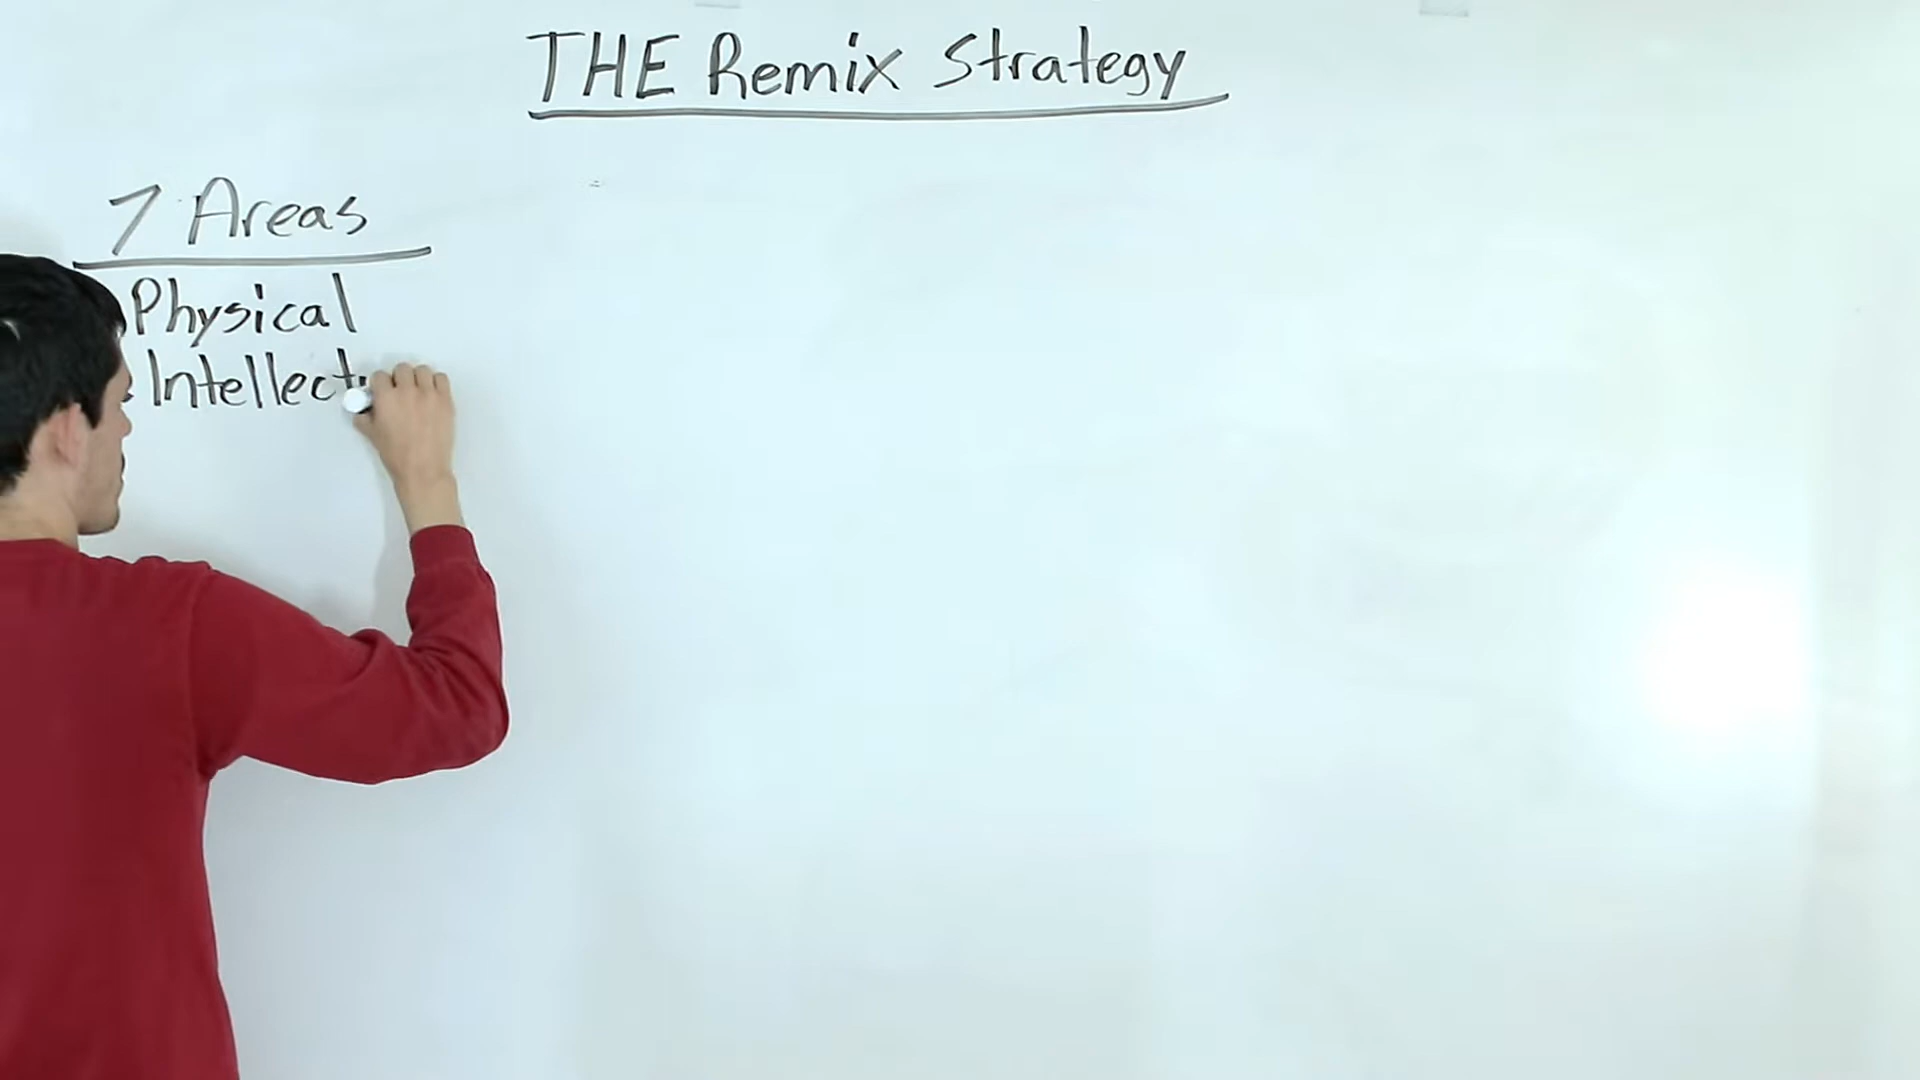 THE Remix Strategy
7 Areas
Physical
Intellect